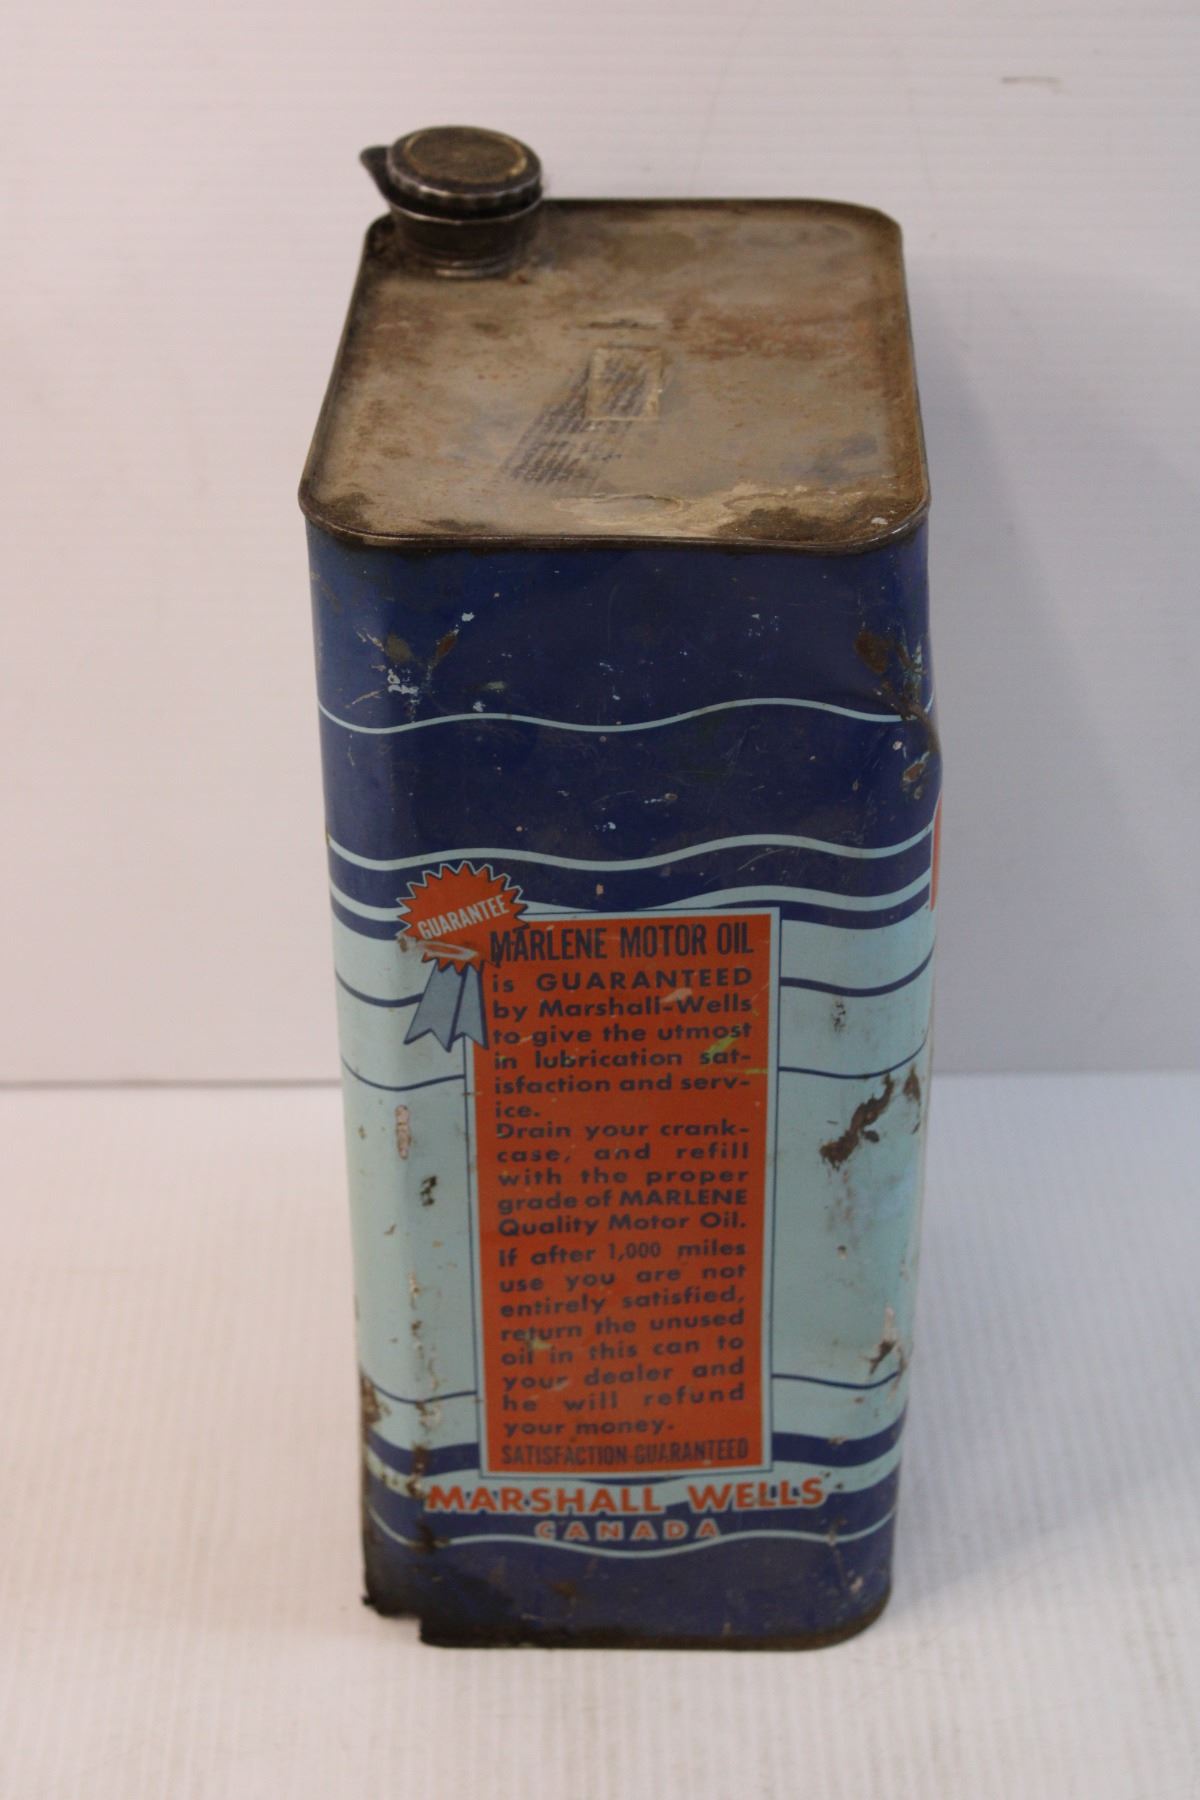 GUARANTEE
MARLENE MOTOR OIL
is GUARANTEED
by Marshall-Wells
to give the utmost
in lubrication sat-
isfaction and serv-
ice.
Drain your crank-
case, and refill
with the proper
grade of MARLENE
Quality Motor Oil.
If after 1,000 miles
use you are not
entirely satisfied,
return the unused
oil in this can to
your dealer and
he will refund
your money.
SATISFACTION GUARANTEED
MARSHALL WELLS
CANADA